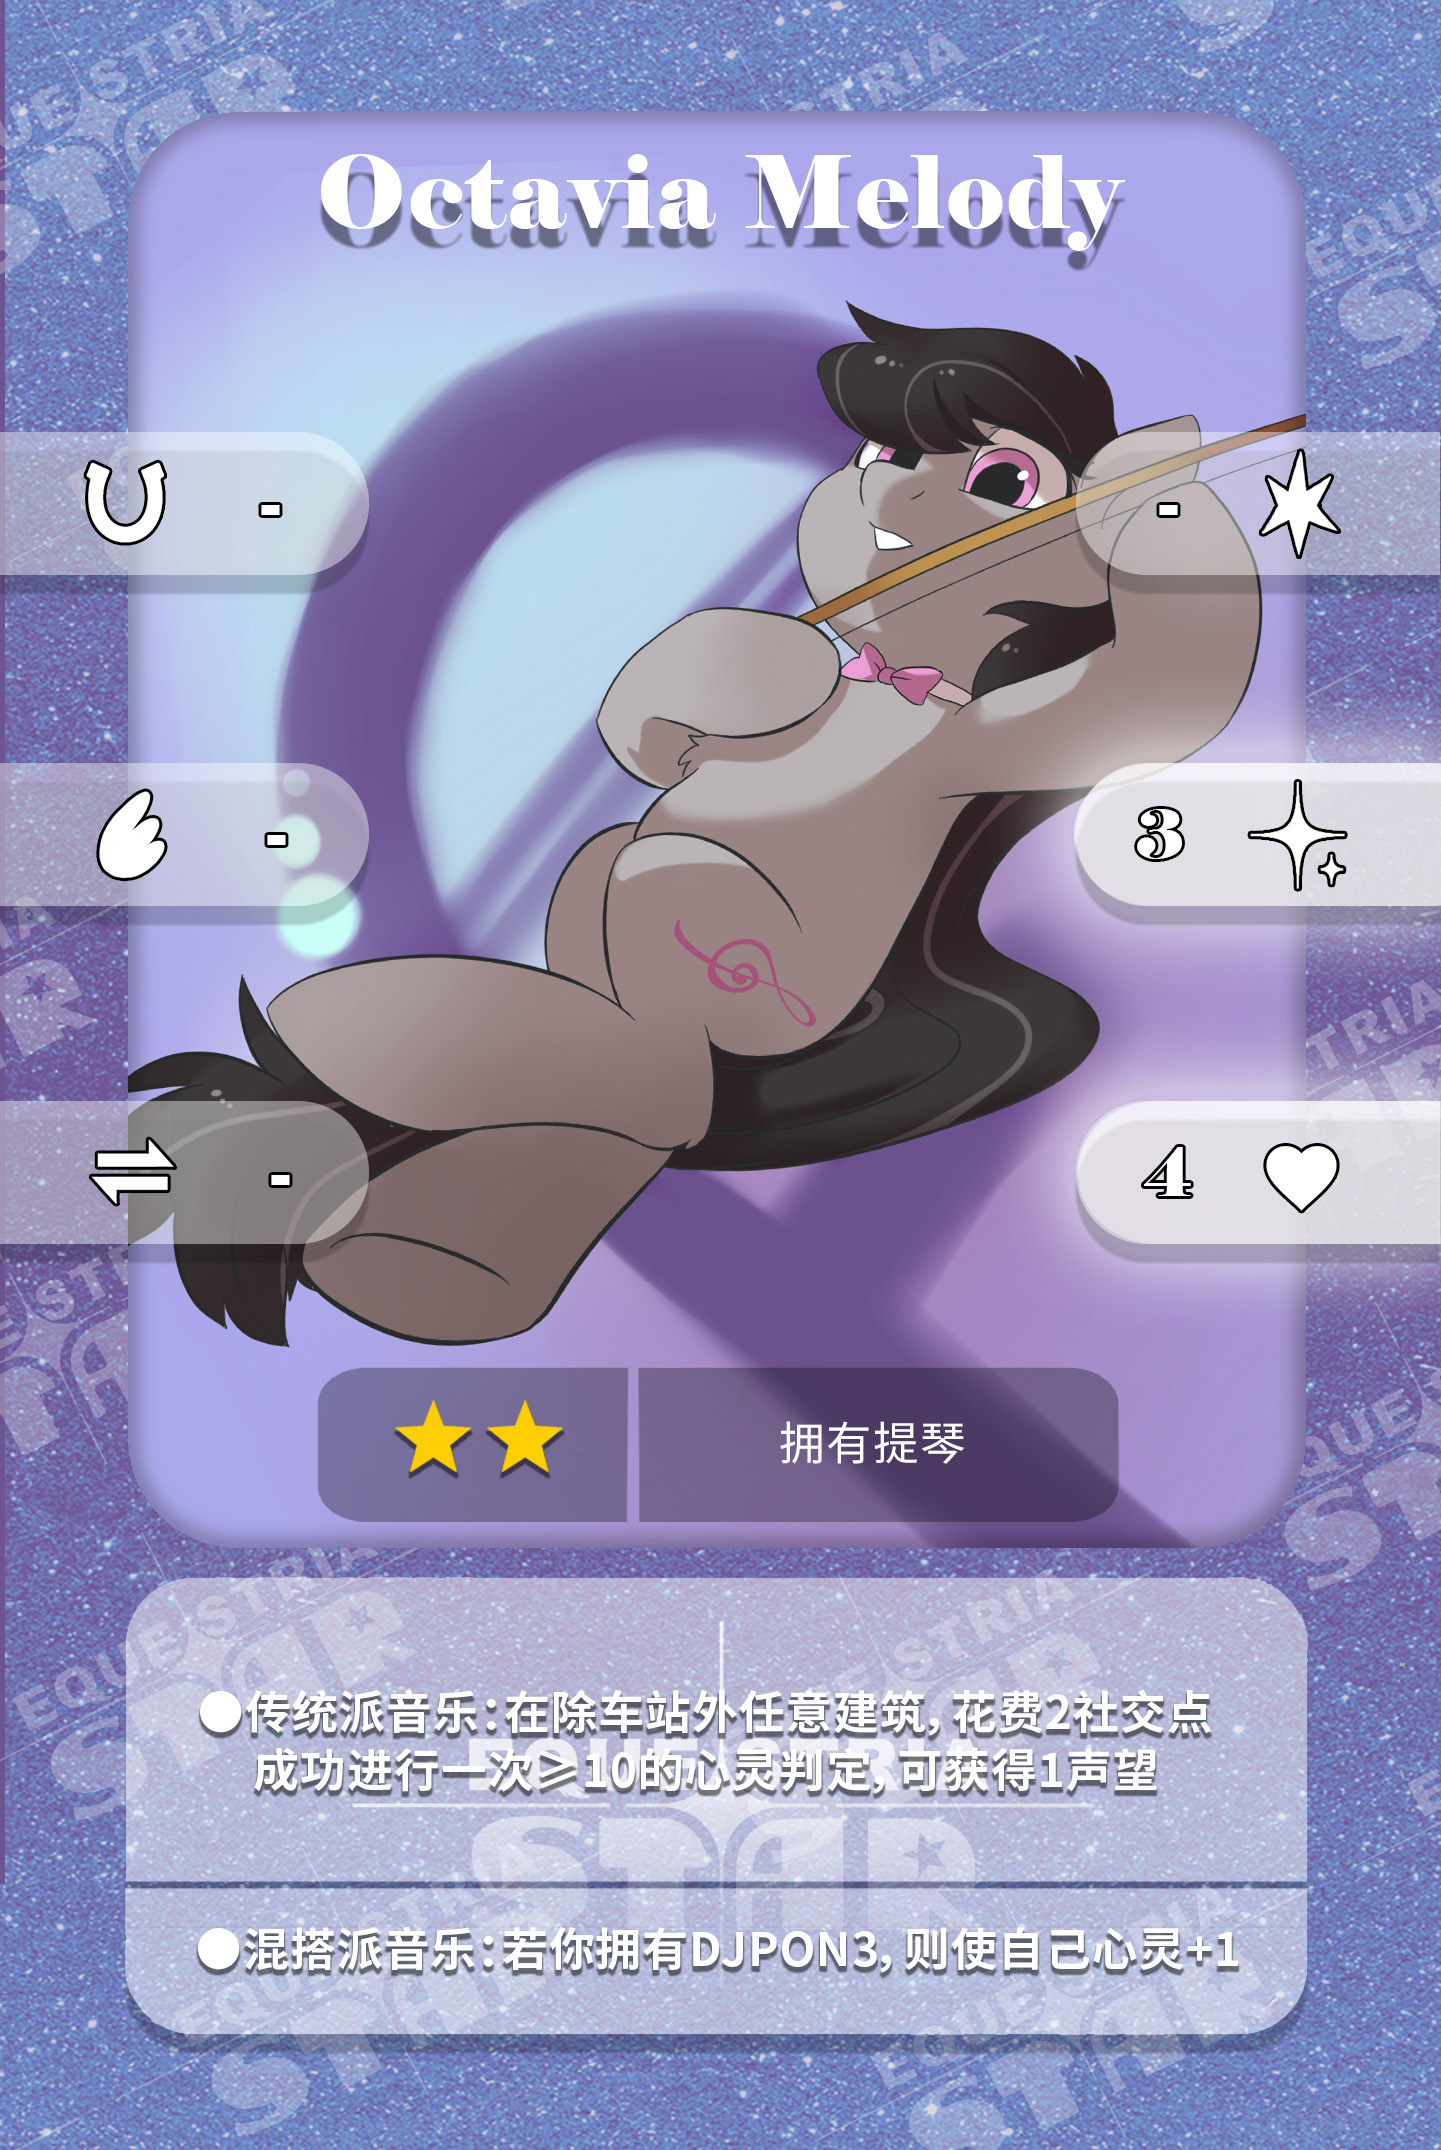 Octavia Melody
-
-
-
3
-
4
拥有提琴
●传统派音乐:在除车站外任意建筑,花费2社交点
成功进行一次≥10的心灵判定,可获得1声望
EQUESTRIA
STAR
●混搭派音乐:若你拥有DJPON3,则使自己心灵+1